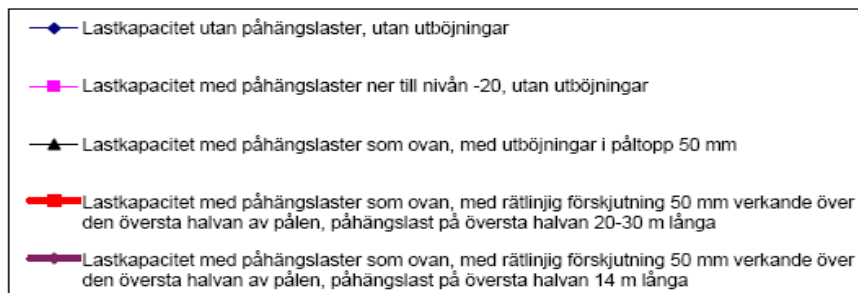 Lastkapacitet utan påhängslaster, utan utböjningar
Lastkapacitet med påhängslaster ner till nivån -20, utan utböjningar
Lastkapacitet med påhängslaster som ovan, med utböjningar i påltopp 50 mm
Lastkapacitet med påhängslaster som ovan, med rätlinjig förskjutning 50 mm verkande över
den översta halvan av pålen, påhängslast på översta halvan 20-30 m långa
Lastkapacitet med påhängslaster som ovan, med rätlinjig förskjutning 50 mm verkande över
den översta halvan av pålen, påhängslast på översta halvan 14 m långa